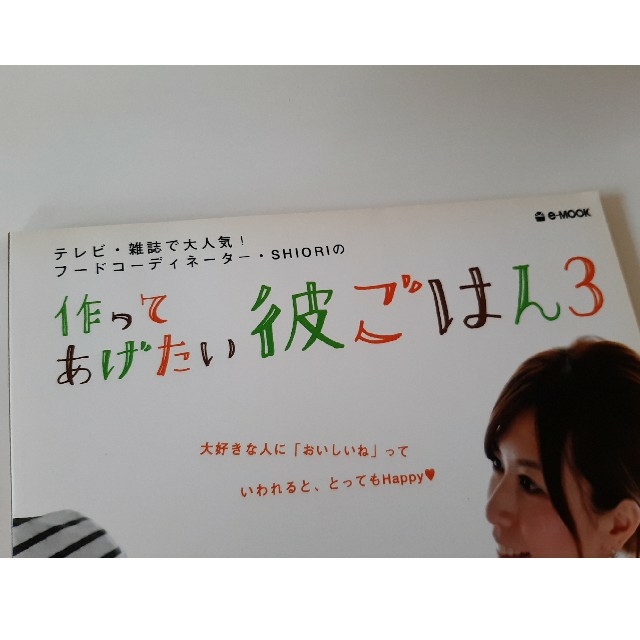 e-MOOK
テレビ・雑誌で大人気！
フードコーディネーター・SHIORIの
作って
あげたい彼ごはん3
大好きな人に「おいしいね」って
いわれると、とってもHappy♥